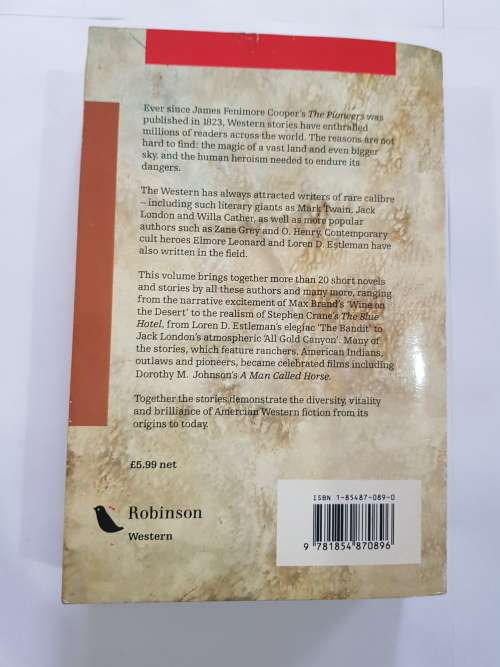 Ever since James Fenimore Cooper's The Pioneers was
published in 1823, Western stories have enthralled
millions of readers across the world. The reasons are not
hard to find: the magic of a vast land and even bigger
sky, and the human heroism needed to endure its
dangers.
The Western has always attracted writers of rare calibre
– including such literary giants as Mark Twain, Jack
London and Willa Cather, as well as more popular
authors such as Zane Grey and O. Henry. Contemporary
cult heroes Elmore Leonard and Loren D. Estleman have
also written in the field.
This volume brings together more than 20 short novels
and stories by all these authors and many more, ranging
from the narrative excitement of Max Brand's 'Wine on
the Desert' to the realism of Stephen Crane's The Blue
Hotel, from Loren D. Estleman's elegiac 'The Bandit' to
Jack London's atmospheric 'All Gold Canyon'. Many of
the stories, which feature ranchers, American Indians,
outlaws and pioneers, became celebrated films including
Dorothy M. Johnson's A Man Called Horse.
Together the stories demonstrate the diversity, vitality
and brilliance of Amercian Western fiction from its
origins to today.
£5.99 net
Robinson
Western
ISBN 1-85487-089-0
9 781854 870896